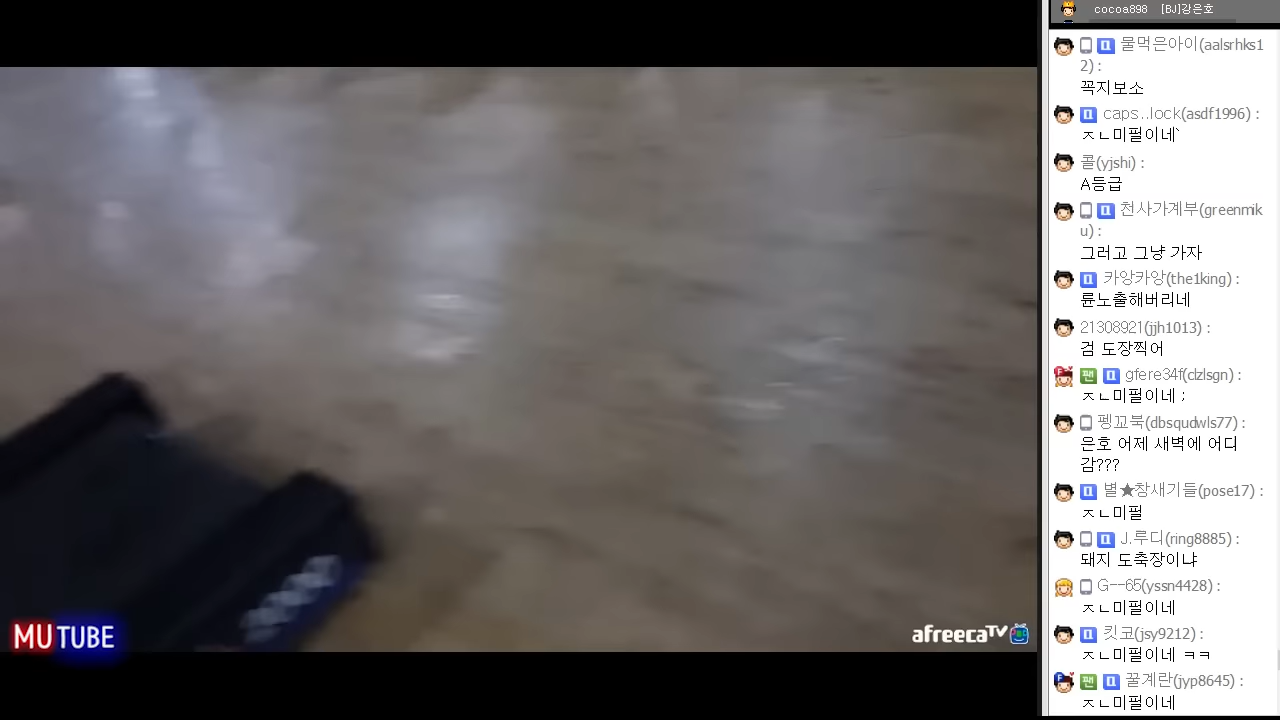 cocoa898 [BJ]강은호
물먹은아이(aalsrhks1
2) :
꼭지보소
caps..lock(asdf1996) :
ㅈㄴ미필이네`
콜(yjshi) :
A등급
천사가계부(greenmik
u) :
그러고 그냥 가자
카앙카앙(the1king) :
륜노출해버리네
21308921(jjh1013) :
검 도장찍어
gfere34f(clzlsgn) :
ㅈㄴ미필이네 ;
펭꼬북(dbsqudwls77) :
은호 어제 새벽에 어디
감???
별★창새기들(pose17) :
ㅈㄴ미필
J.루디(ring8885) :
돼지 도축장이냐
G--65(yssn4428) :
ㅈㄴ미필이네
킷코(jsy9212) :
ㅈㄴ미필이네 ㅋㅋ
팬 꿀계란(jyp8645) :
ㅈㄴ미필이네
MUTUBE
afreecaTV